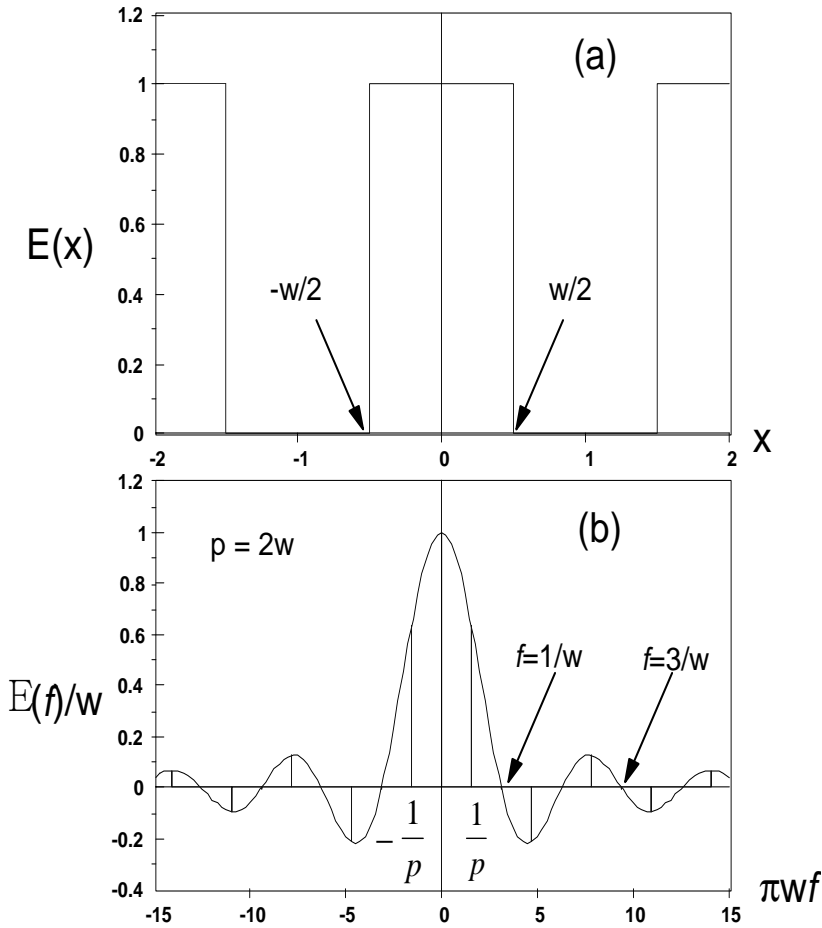 1.2
(a)
1
0.8
0.6
E(x)
-w/2
w/2
0.4
0.2
0
-2
-1
0
1
2
x
1.2
p = 2w
(b)
1
0.8
0.6
f=1/w
f=3/w
0.4
E(f)/w
0.2
0
-0.2
-0.4
- 1/p
1/p
πwf
-15
-10
-5
0
5
10
15